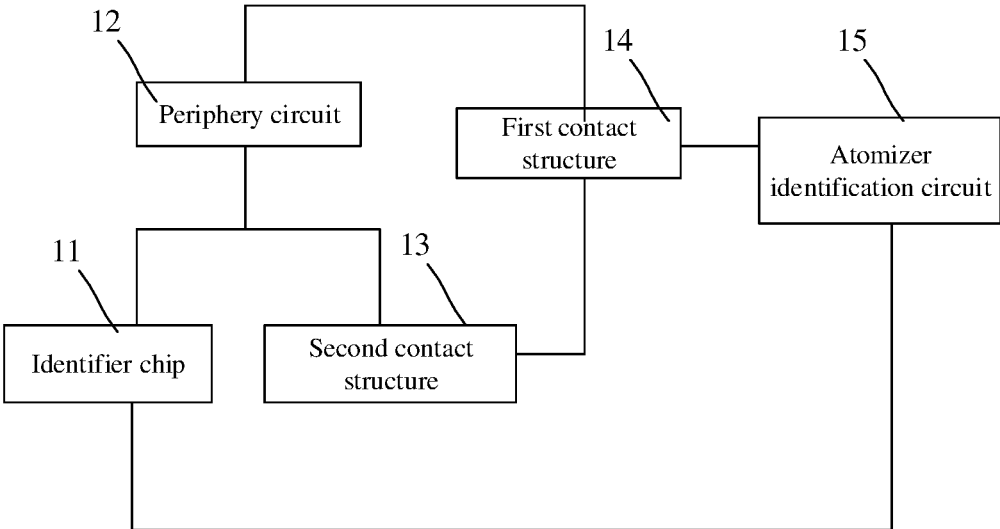 12
Periphery circuit
14
First contact
structure
15
Atomizer
identification circuit
11
Identifier chip
13
Second contact
structure